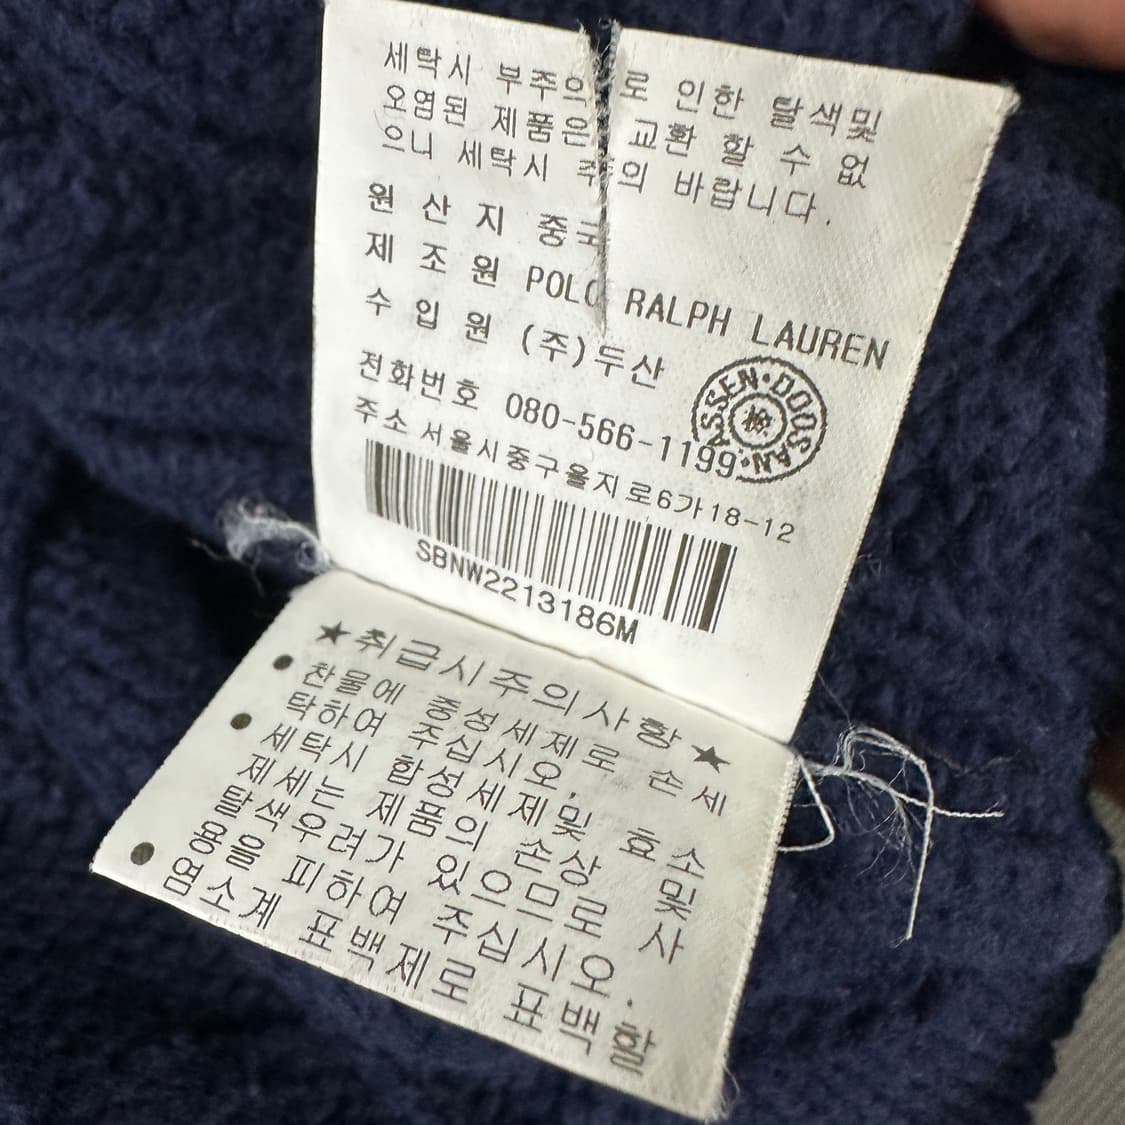 세탁시 부주의로 인한 탈색및
오염된 제품은 교환 할 수 없
으니 세탁시 주의 바랍니다.
원 산 지 중국
제 조 원 POLO RALPH LAUREN
수 입 원 (주)두산
전화번호 080-566-1199
ASSEN·DOOSAN·
檢
주소 서울시중구을지로6가18-12
SBNW2213186M
★취급시주의사항★
● 찬물에 중성세제로 손세
탁하여 주십시오,
● 세탁시 합성세제및 효소
제세는 제품의 손상 및
탈색우려가 있으므로 사
용을 피하여 주십시오.
● 염소계 표백제로 표백할